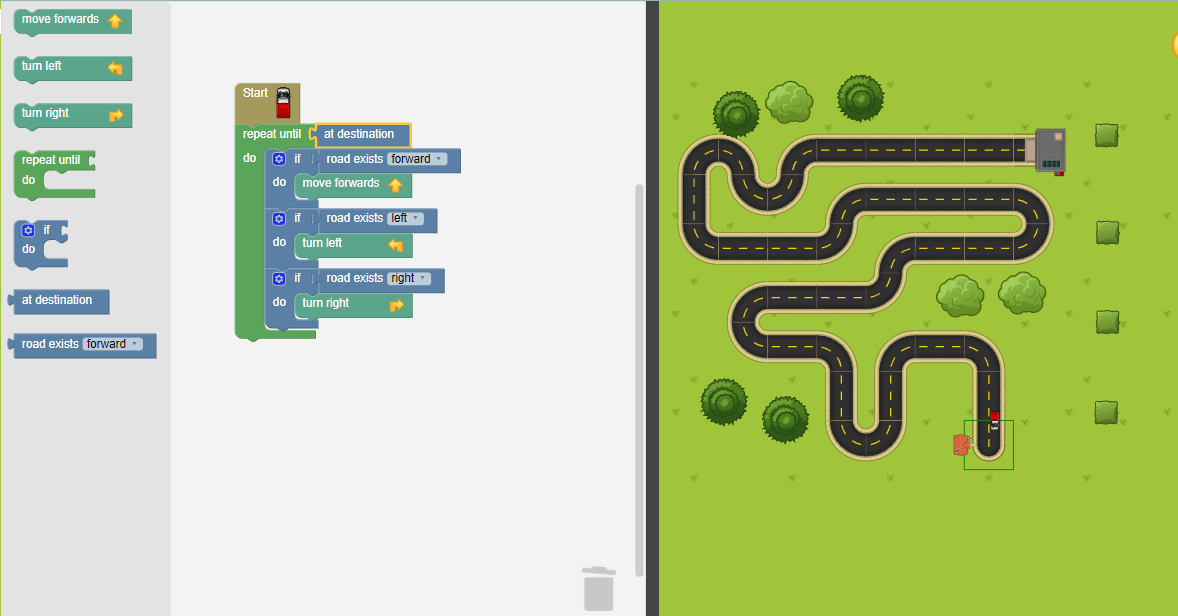 move forwards
turn left
turn right
repeat until
do
if
do
at destination
road exists forward
Start
repeat until at destination
do if road exists forward
do move forwards
if road exists left
do turn left
if road exists right
do turn right